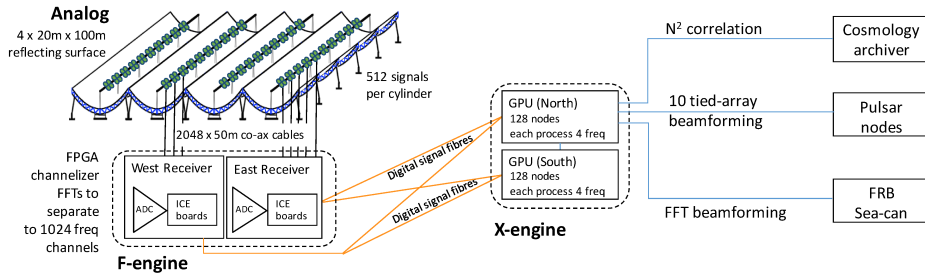 Analog
4 x 20m x 100m
reflecting surface
512 signals
per cylinder
2048 x 50m co-ax cables
FPGA
channelizer
FFTs to
separate
to 1024 freq
channels
West Receiver
ADC
ICE
boards
East Receiver
ADC
ICE
boards
F-engine
Digital signal fibres
Digital signal fibres
GPU (North)
128 nodes
each process 4 freq
GPU (South)
128 nodes
each process 4 freq
X-engine
N² correlation
10 tied-array
beamforming
FFT beamforming
Cosmology
archiver
Pulsar
nodes
FRB
Sea-can